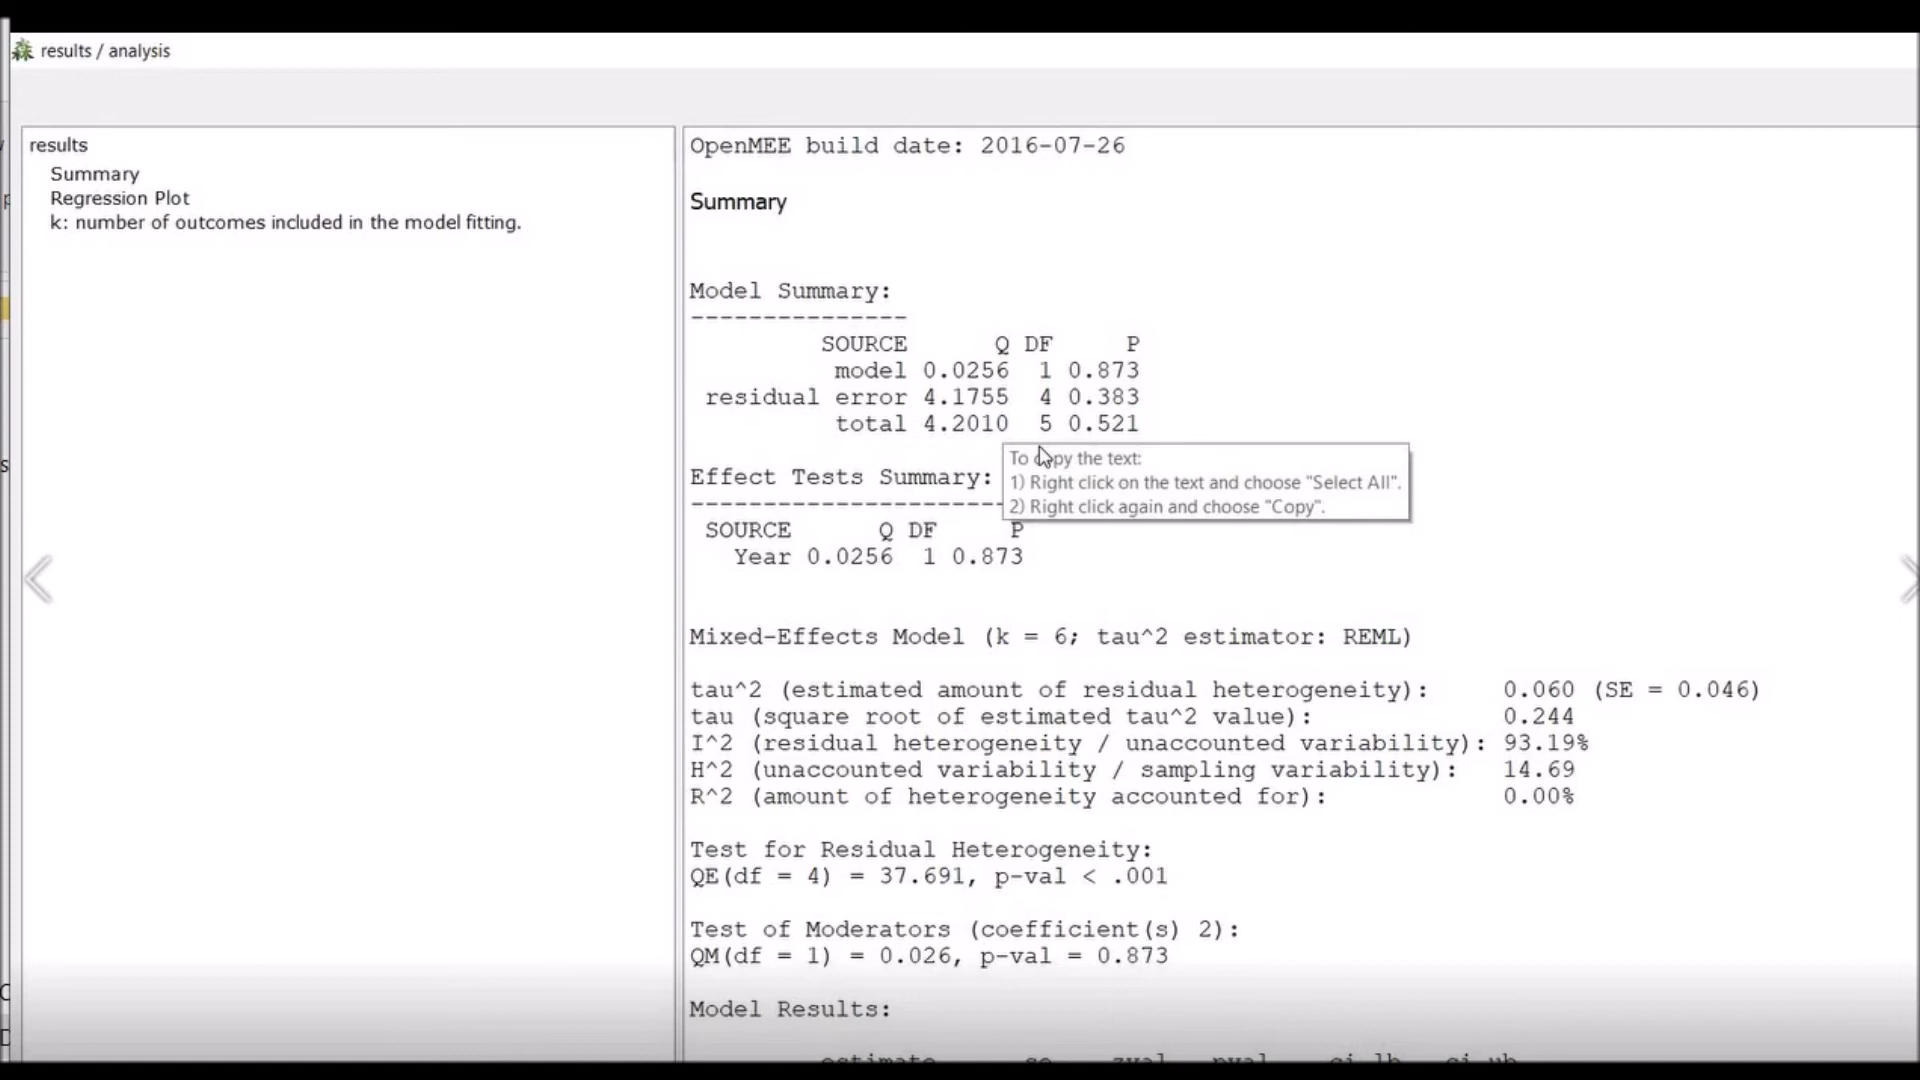 results / analysis
results
Summary
Regression Plot
k: number of outcomes included in the model fitting.
OpenMEE build date: 2016-07-26
Summary
Model Summary:
---------------
SOURCE Q DF P
model 0.0256 1 0.873
residual error 4.1755 4 0.383
total 4.2010 5 0.521
To copy the text:
1) Right click on the text and choose "Select All".
2) Right click again and choose "Copy".
Effect Tests Summary:
----------------------
SOURCE Q DF P
Year 0.0256 1 0.873
Mixed-Effects Model (k = 6; tau^2 estimator: REML)
tau^2 (estimated amount of residual heterogeneity): 0.060 (SE = 0.046)
tau (square root of estimated tau^2 value): 0.244
I^2 (residual heterogeneity / unaccounted variability): 93.19%
H^2 (unaccounted variability / sampling variability): 14.69
R^2 (amount of heterogeneity accounted for): 0.00%
Test for Residual Heterogeneity:
QE(df = 4) = 37.691, p-val < .001
Test of Moderators (coefficient(s) 2):
QM(df = 1) = 0.026, p-val = 0.873
Model Results:
estimate se zval pval ci.lb ci.ub